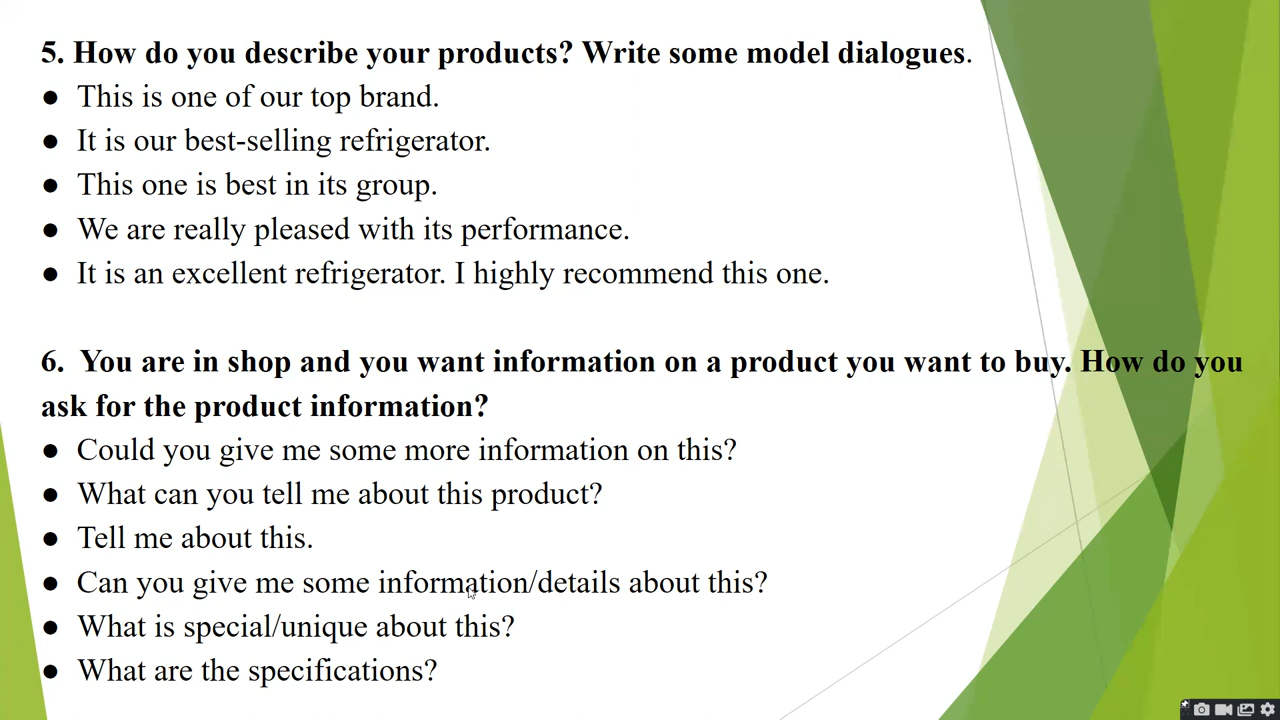 5. How do you describe your products? Write some model dialogues.
● This is one of our top brand.
● It is our best-selling refrigerator.
● This one is best in its group.
● We are really pleased with its performance.
● It is an excellent refrigerator. I highly recommend this one.
6. You are in shop and you want information on a product you want to buy. How do you
ask for the product information?
● Could you give me some more information on this?
● What can you tell me about this product?
● Tell me about this.
● Can you give me some information/details about this?
● What is special/unique about this?
● What are the specifications?